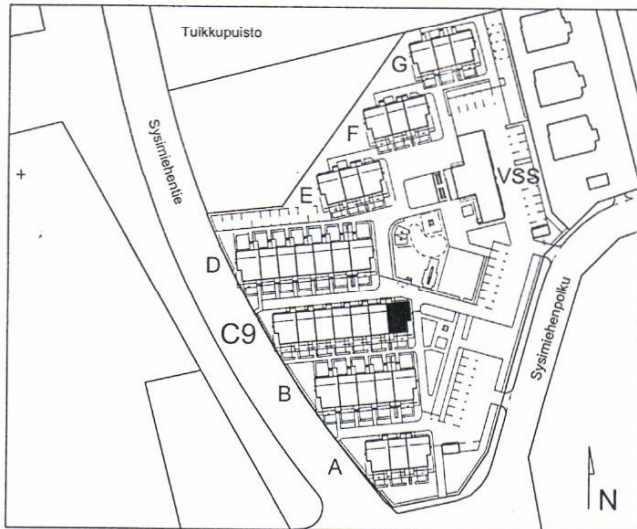 Tuikkupuisto
G
F
Sysimiehentie
VSS
E
D
C9
Sysimiehenpolku
B
A
N